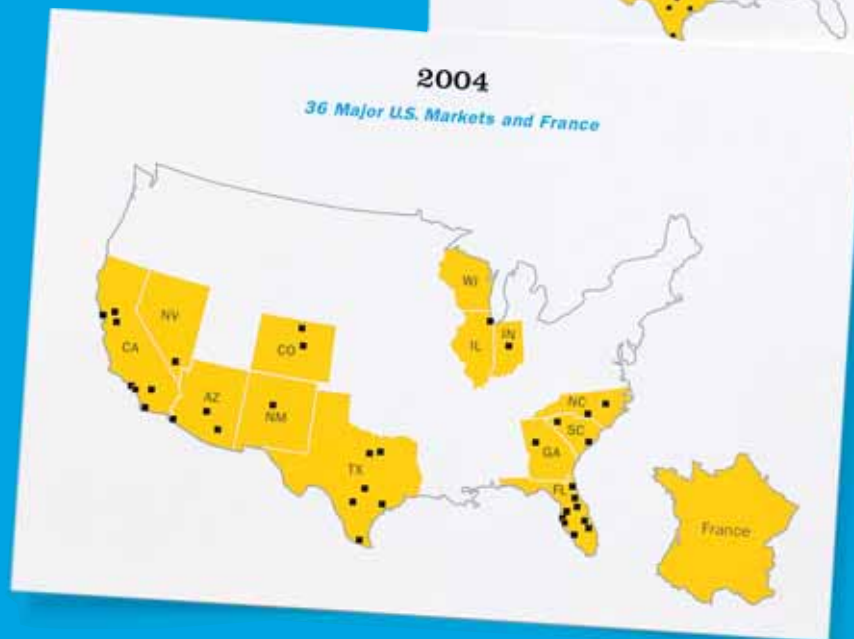 2004
36 Major U.S. Markets and France
WI
NV
IN
CO
IL
CA
AZ
NC
NM
SC
GA
TX
FL
France